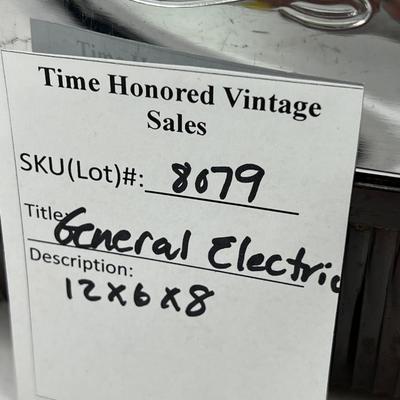 Time Honored Vintage
Sales
SKU(Lot)#: 8079
Title: General Electric
Description:
12x6x8